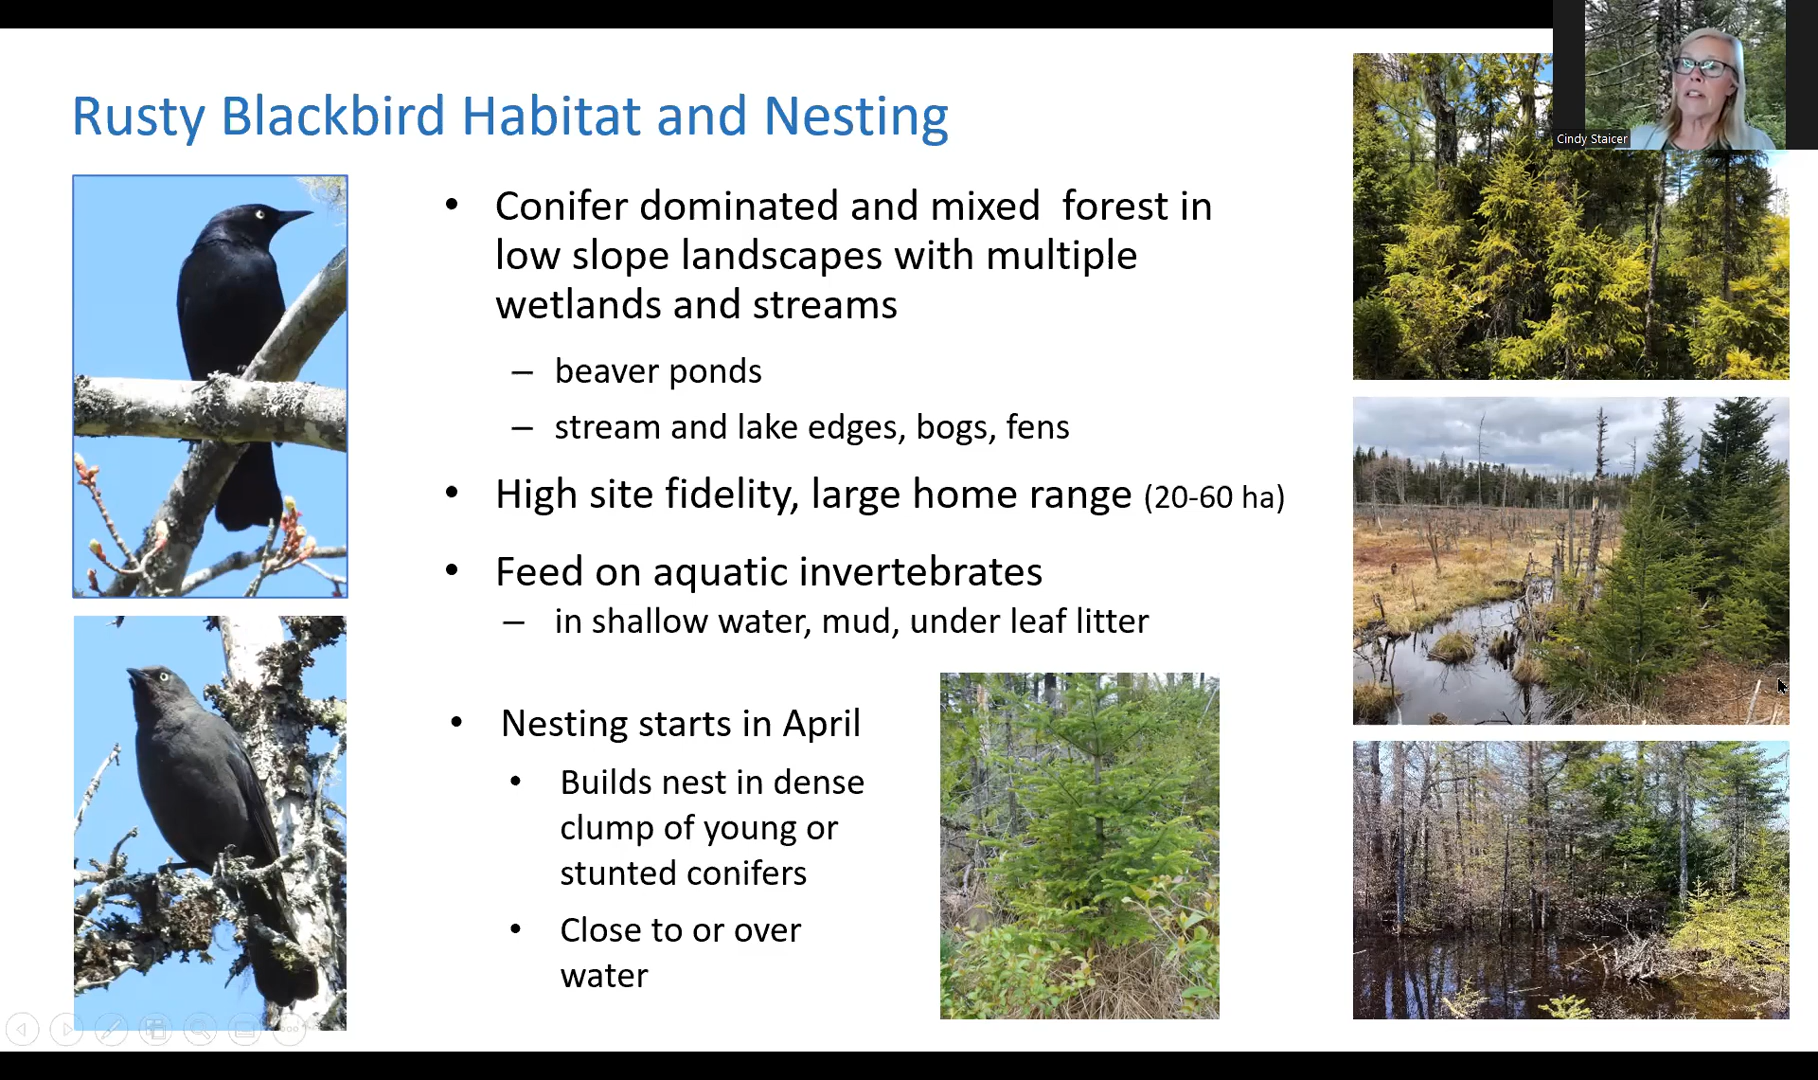 Cindy Staicer
Rusty Blackbird Habitat and Nesting
• Conifer dominated and mixed forest in
low slope landscapes with multiple
wetlands and streams
– beaver ponds
– stream and lake edges, bogs, fens
• High site fidelity, large home range (20-60 ha)
• Feed on aquatic invertebrates
– in shallow water, mud, under leaf litter
• Nesting starts in April
• Builds nest in dense
clump of young or
stunted conifers
• Close to or over
water